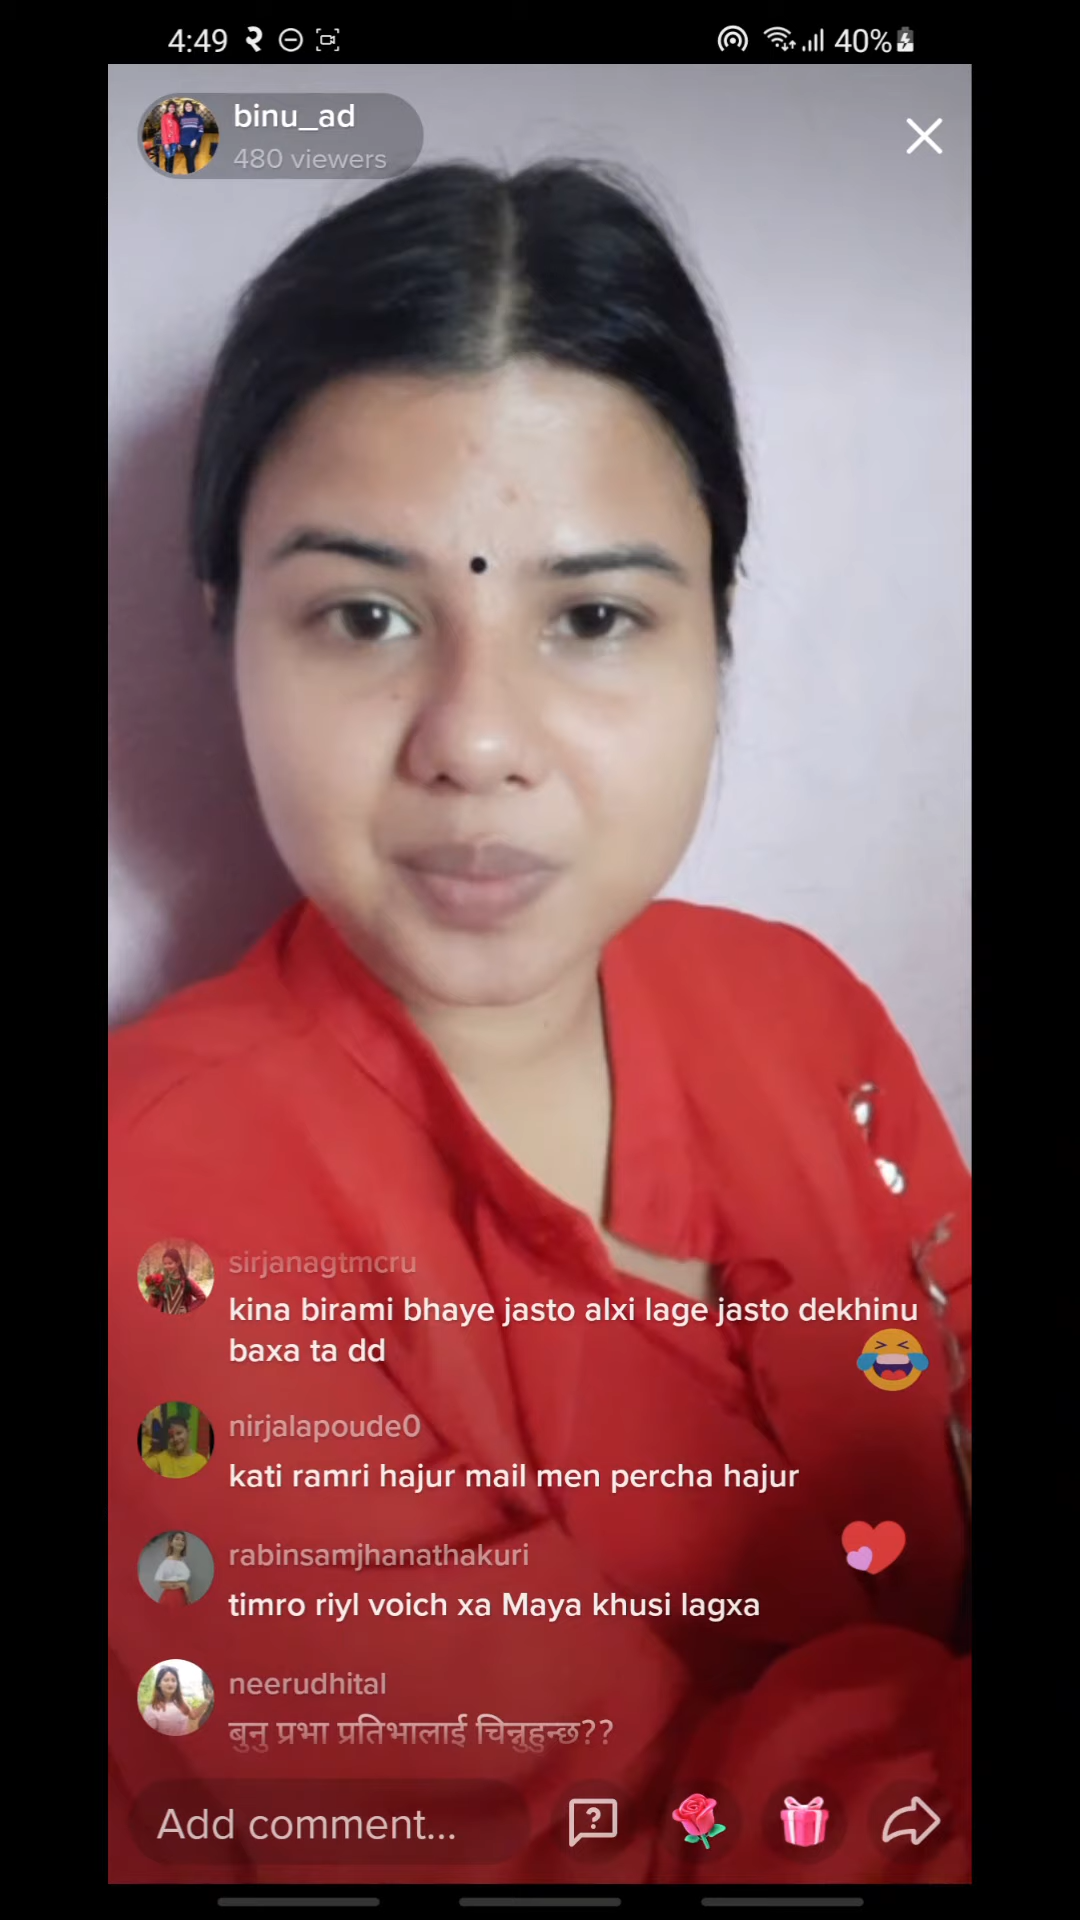 4:49
40%
binu_ad
480 viewers
sirjanagtmcru
kina birami bhaye jasto alxi lage jasto dekhinu
baxa ta dd
nirjalapoude0
kati ramri hajur mail men percha hajur
rabinsamjhanathakuri
timro riyl voich xa Maya khusi lagxa
neerudhital
बुनु प्रभा प्रतिभालाई चिन्नुहुन्छ??
Add comment...